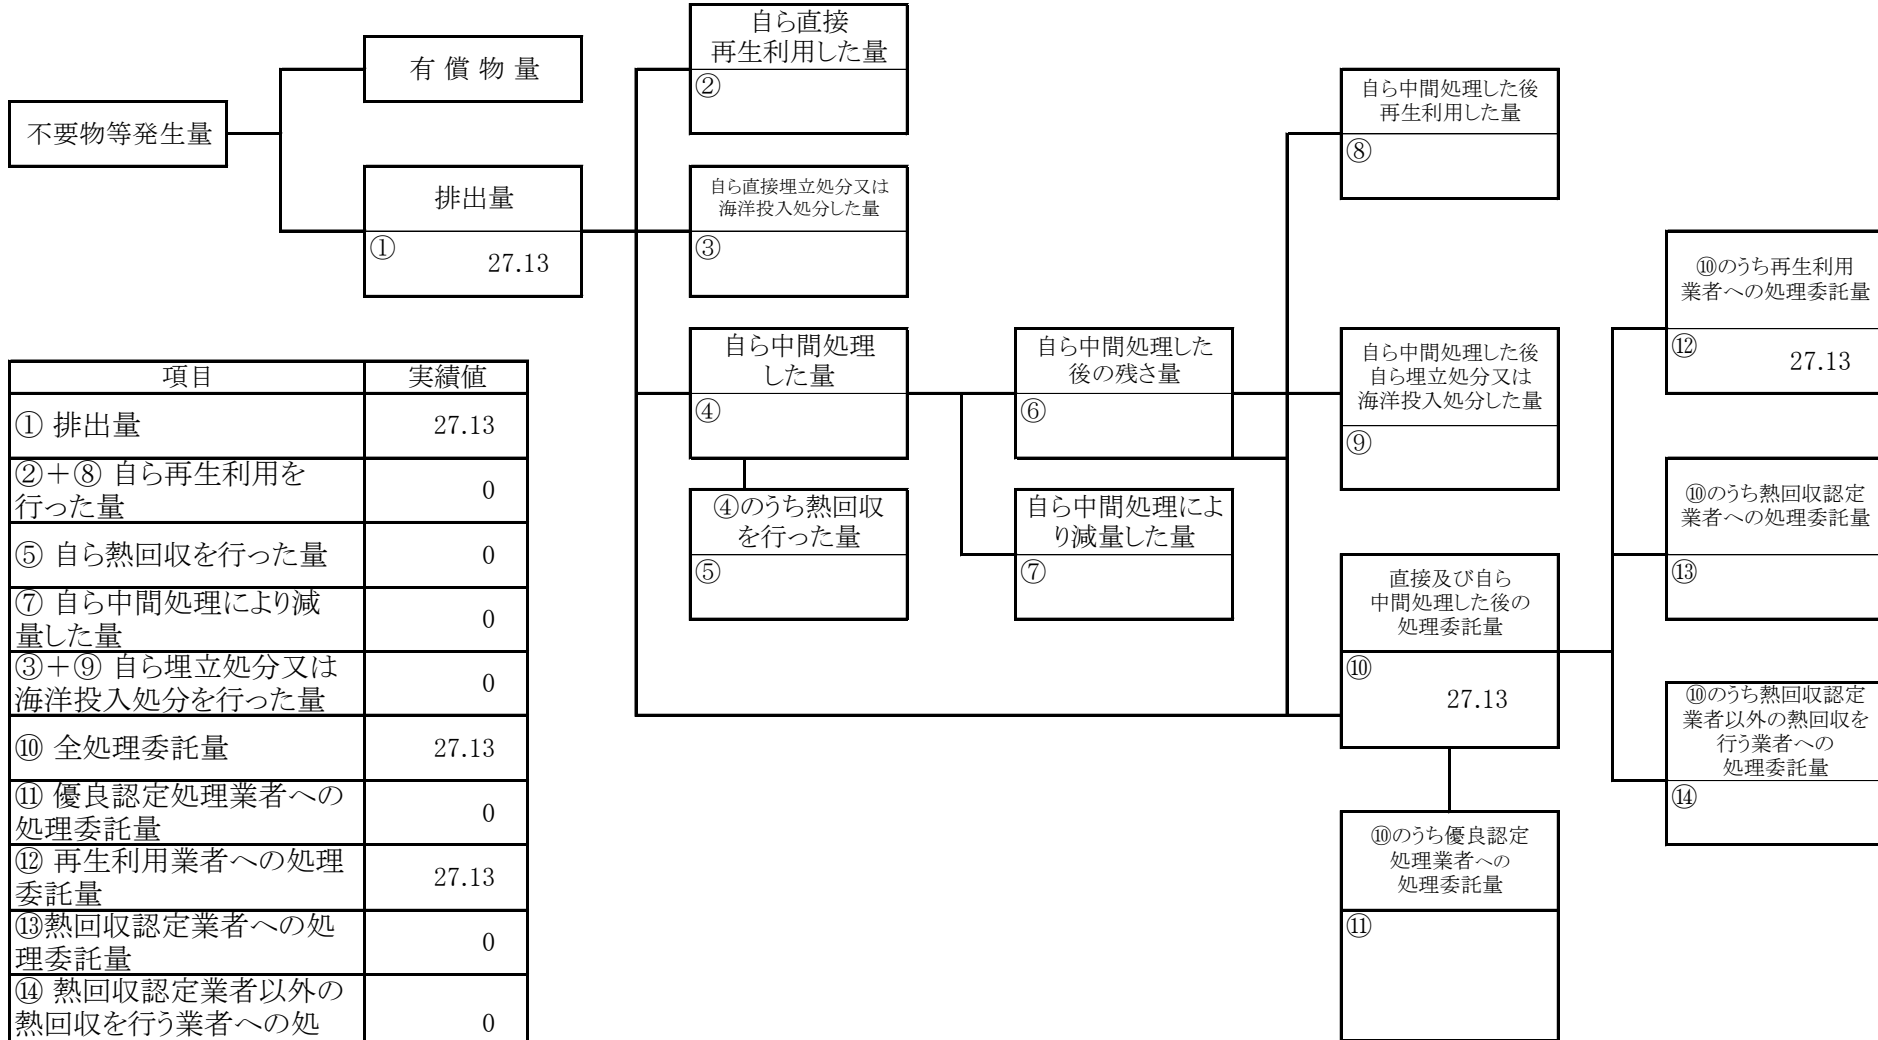 不要物等発生量
有 償 物 量
排出量
①
27.13
自ら直接
再生利用した量
②
自ら直接埋立処分又は
海洋投入処分した量
③
自ら中間処理
した量
④
④のうち熱回収
を行った量
⑤
自ら中間処理した
後の残さ量
⑥
自ら中間処理によ
り減量した量
⑦
自ら中間処理した後
再生利用した量
⑧
自ら中間処理した後
自ら埋立処分又は
海洋投入処分した量
⑨
直接及び自ら
中間処理した後の
処理委託量
⑩
27.13
⑩のうち優良認定
処理業者への
処理委託量
⑪
⑩のうち再生利用
業者への処理委託量
⑫
27.13
⑩のうち熱回収認定
業者への処理委託量
⑬
⑩のうち熱回収認定
業者以外の熱回収を
行う業者への
処理委託量
⑭
項目 実績値
① 排出量 27.13
②+⑧ 自ら再生利用を
行った量 0
⑤ 自ら熱回収を行った量 0
⑦ 自ら中間処理により減
量した量 0
③+⑨ 自ら埋立処分又は
海洋投入処分を行った量 0
⑩ 全処理委託量 27.13
⑪ 優良認定処理業者への
処理委託量 0
⑫ 再生利用業者への処理
委託量 27.13
⑬熱回収認定業者への処
理委託量 0
⑭ 熱回収認定業者以外の
熱回収を行う業者への処 0